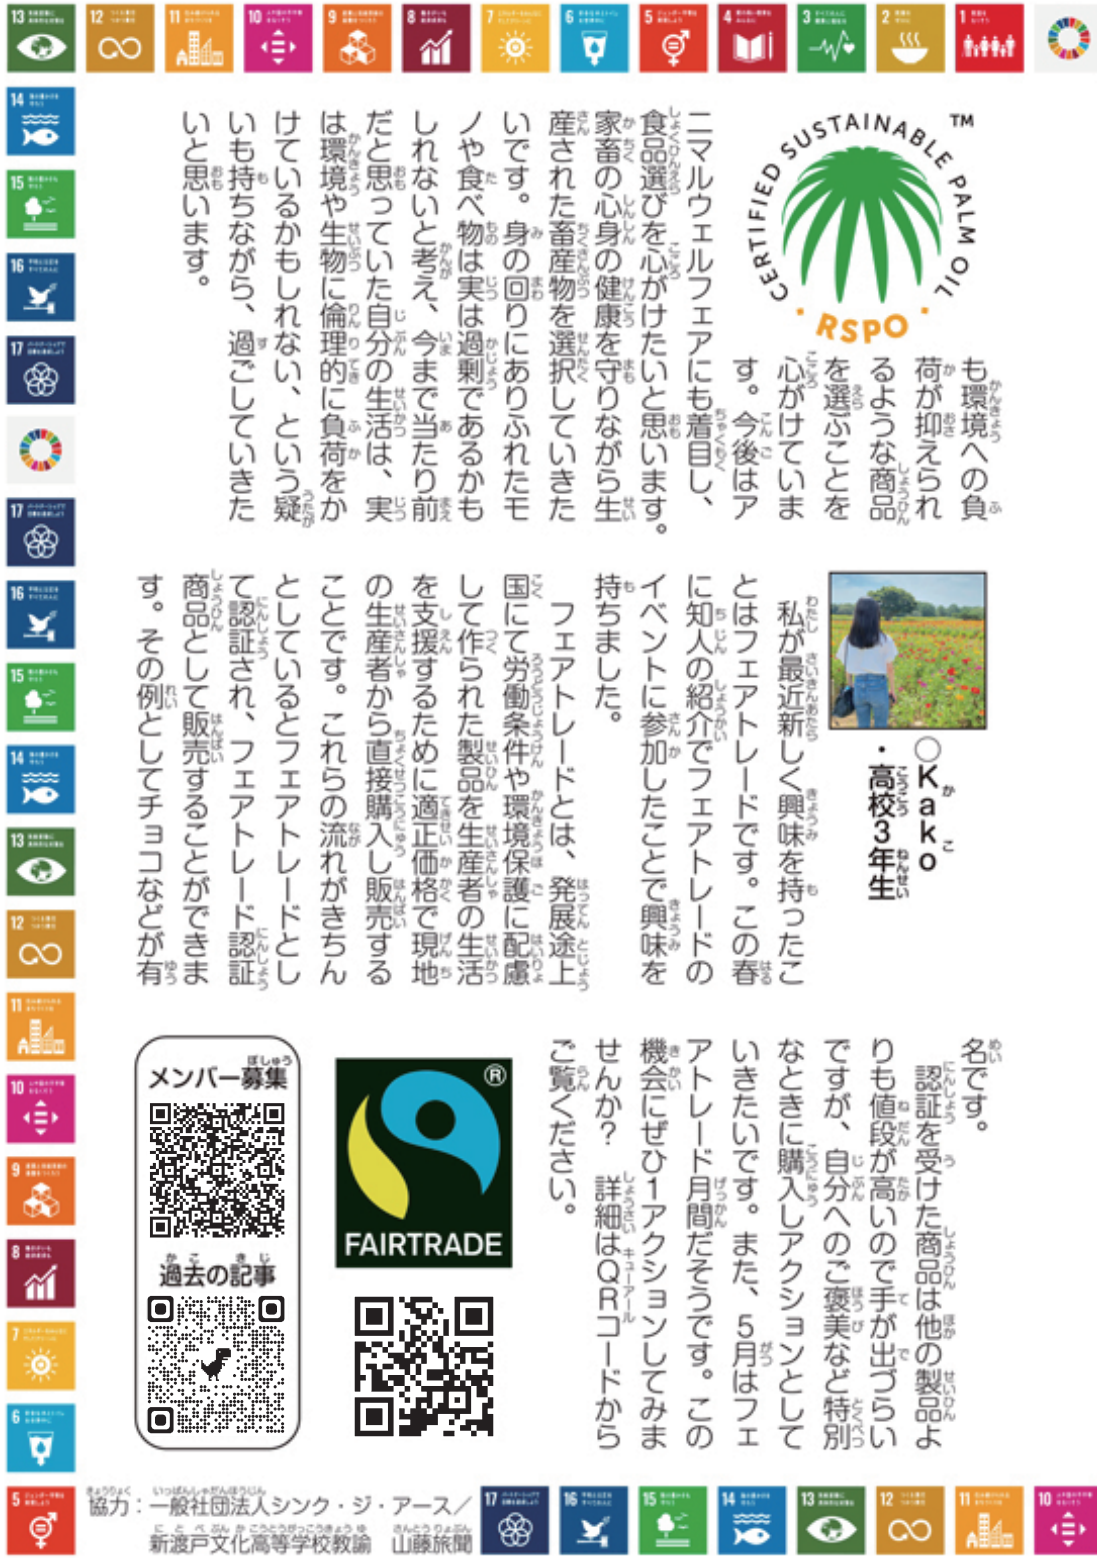 CERTIFIED SUSTAINABLE PALM OIL
TM
RSPO
も環境への負
荷が抑えられ
るような商品
を選ぶことを
心がけていま
す。今後はア
ニマルウェルフェアにも着目し、
食品選びを心がけたいと思います。
家畜の心身の健康を守りながら生
産された畜産物を選択していきた
いです。身の回りにありふれたモ
ノや食べ物は実は過剰であるかも
しれないと考え、今まで当たり前
だと思っていた自分の生活は、実
は環境や生物に倫理的に負荷をか
けているかもしれない、という疑
いも持ちながら、過ごしていきた
いと思います。
○Kako
・高校3年生
私が最近新しく興味を持ったこ
とはフェアトレードです。この春
に知人の紹介でフェアトレードの
イベントに参加したことで興味を
持ちました。
フェアトレードとは、発展途上
国にて労働条件や環境保護に配慮
して作られた製品を生産者の生活
を支援するために適正価格で現地
の生産者から直接購入し販売する
ことです。これらの流れがきちん
としているとフェアトレードとし
て認証され、フェアトレード認証
商品として販売することができま
す。その例としてチョコなどが有
名です。
認証を受けた商品は他の製品よ
りも値段が高いので手が出づらい
ですが、自分へのご褒美など特別
なときに購入しアクションとして
いきたいです。また、5月はフェ
アトレード月間だそうです。この
機会にぜひ1アクションしてみま
せんか？ 詳細はQRコードから
ご覧ください。
®
FAIRTRADE
メンバー募集
過去の記事
協力：一般社団法人シンク・ジ・アース／
新渡戸文化高等学校教諭 山藤旅聞